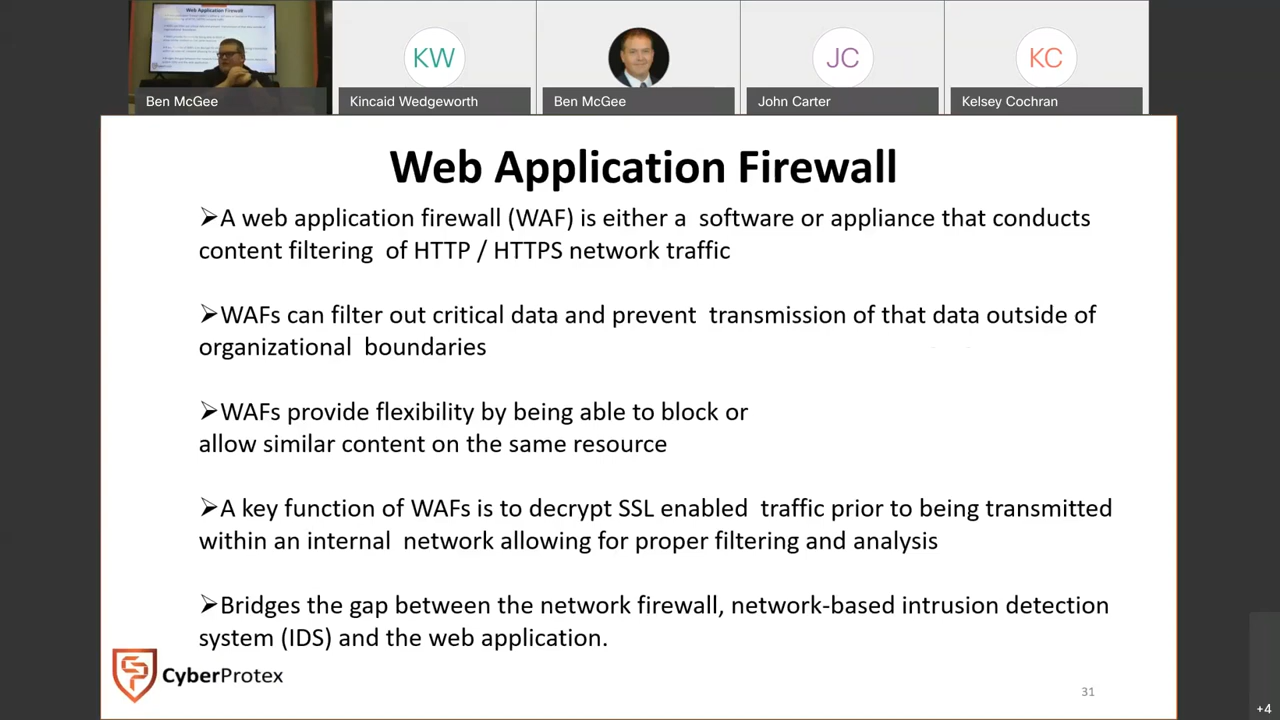 Web Application Firewall
KW
JC
KC
Ben McGee
Kincaid Wedgeworth
Ben McGee
John Carter
Kelsey Cochran
Web Application Firewall
➢A web application firewall (WAF) is either a  software or appliance that conducts
content filtering  of HTTP / HTTPS network traffic
➢WAFs can filter out critical data and prevent  transmission of that data outside of
organizational  boundaries
➢WAFs provide flexibility by being able to block or
allow similar content on the same resource
➢A key function of WAFs is to decrypt SSL enabled  traffic prior to being transmitted
within an internal  network allowing for proper filtering and analysis
➢Bridges the gap between the network firewall, network-based intrusion detection
system (IDS) and the web application.
CP
CyberProtex
31
+4